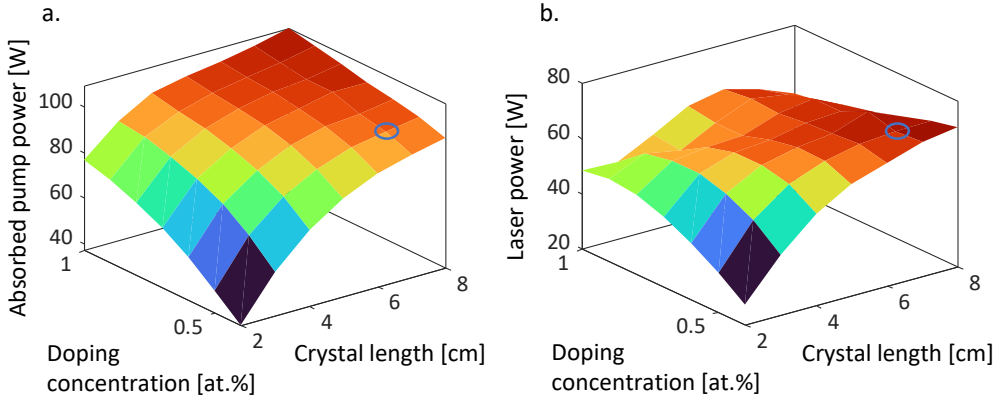 a.
Absorbed pump power [W]
100
80
60
40
1
0.5
2
4
6
8
Doping
concentration [at.%]
Crystal length [cm]
b.
Laser power [W]
80
60
40
20
1
0.5
2
4
6
8
Doping
concentration [at.%]
Crystal length [cm]